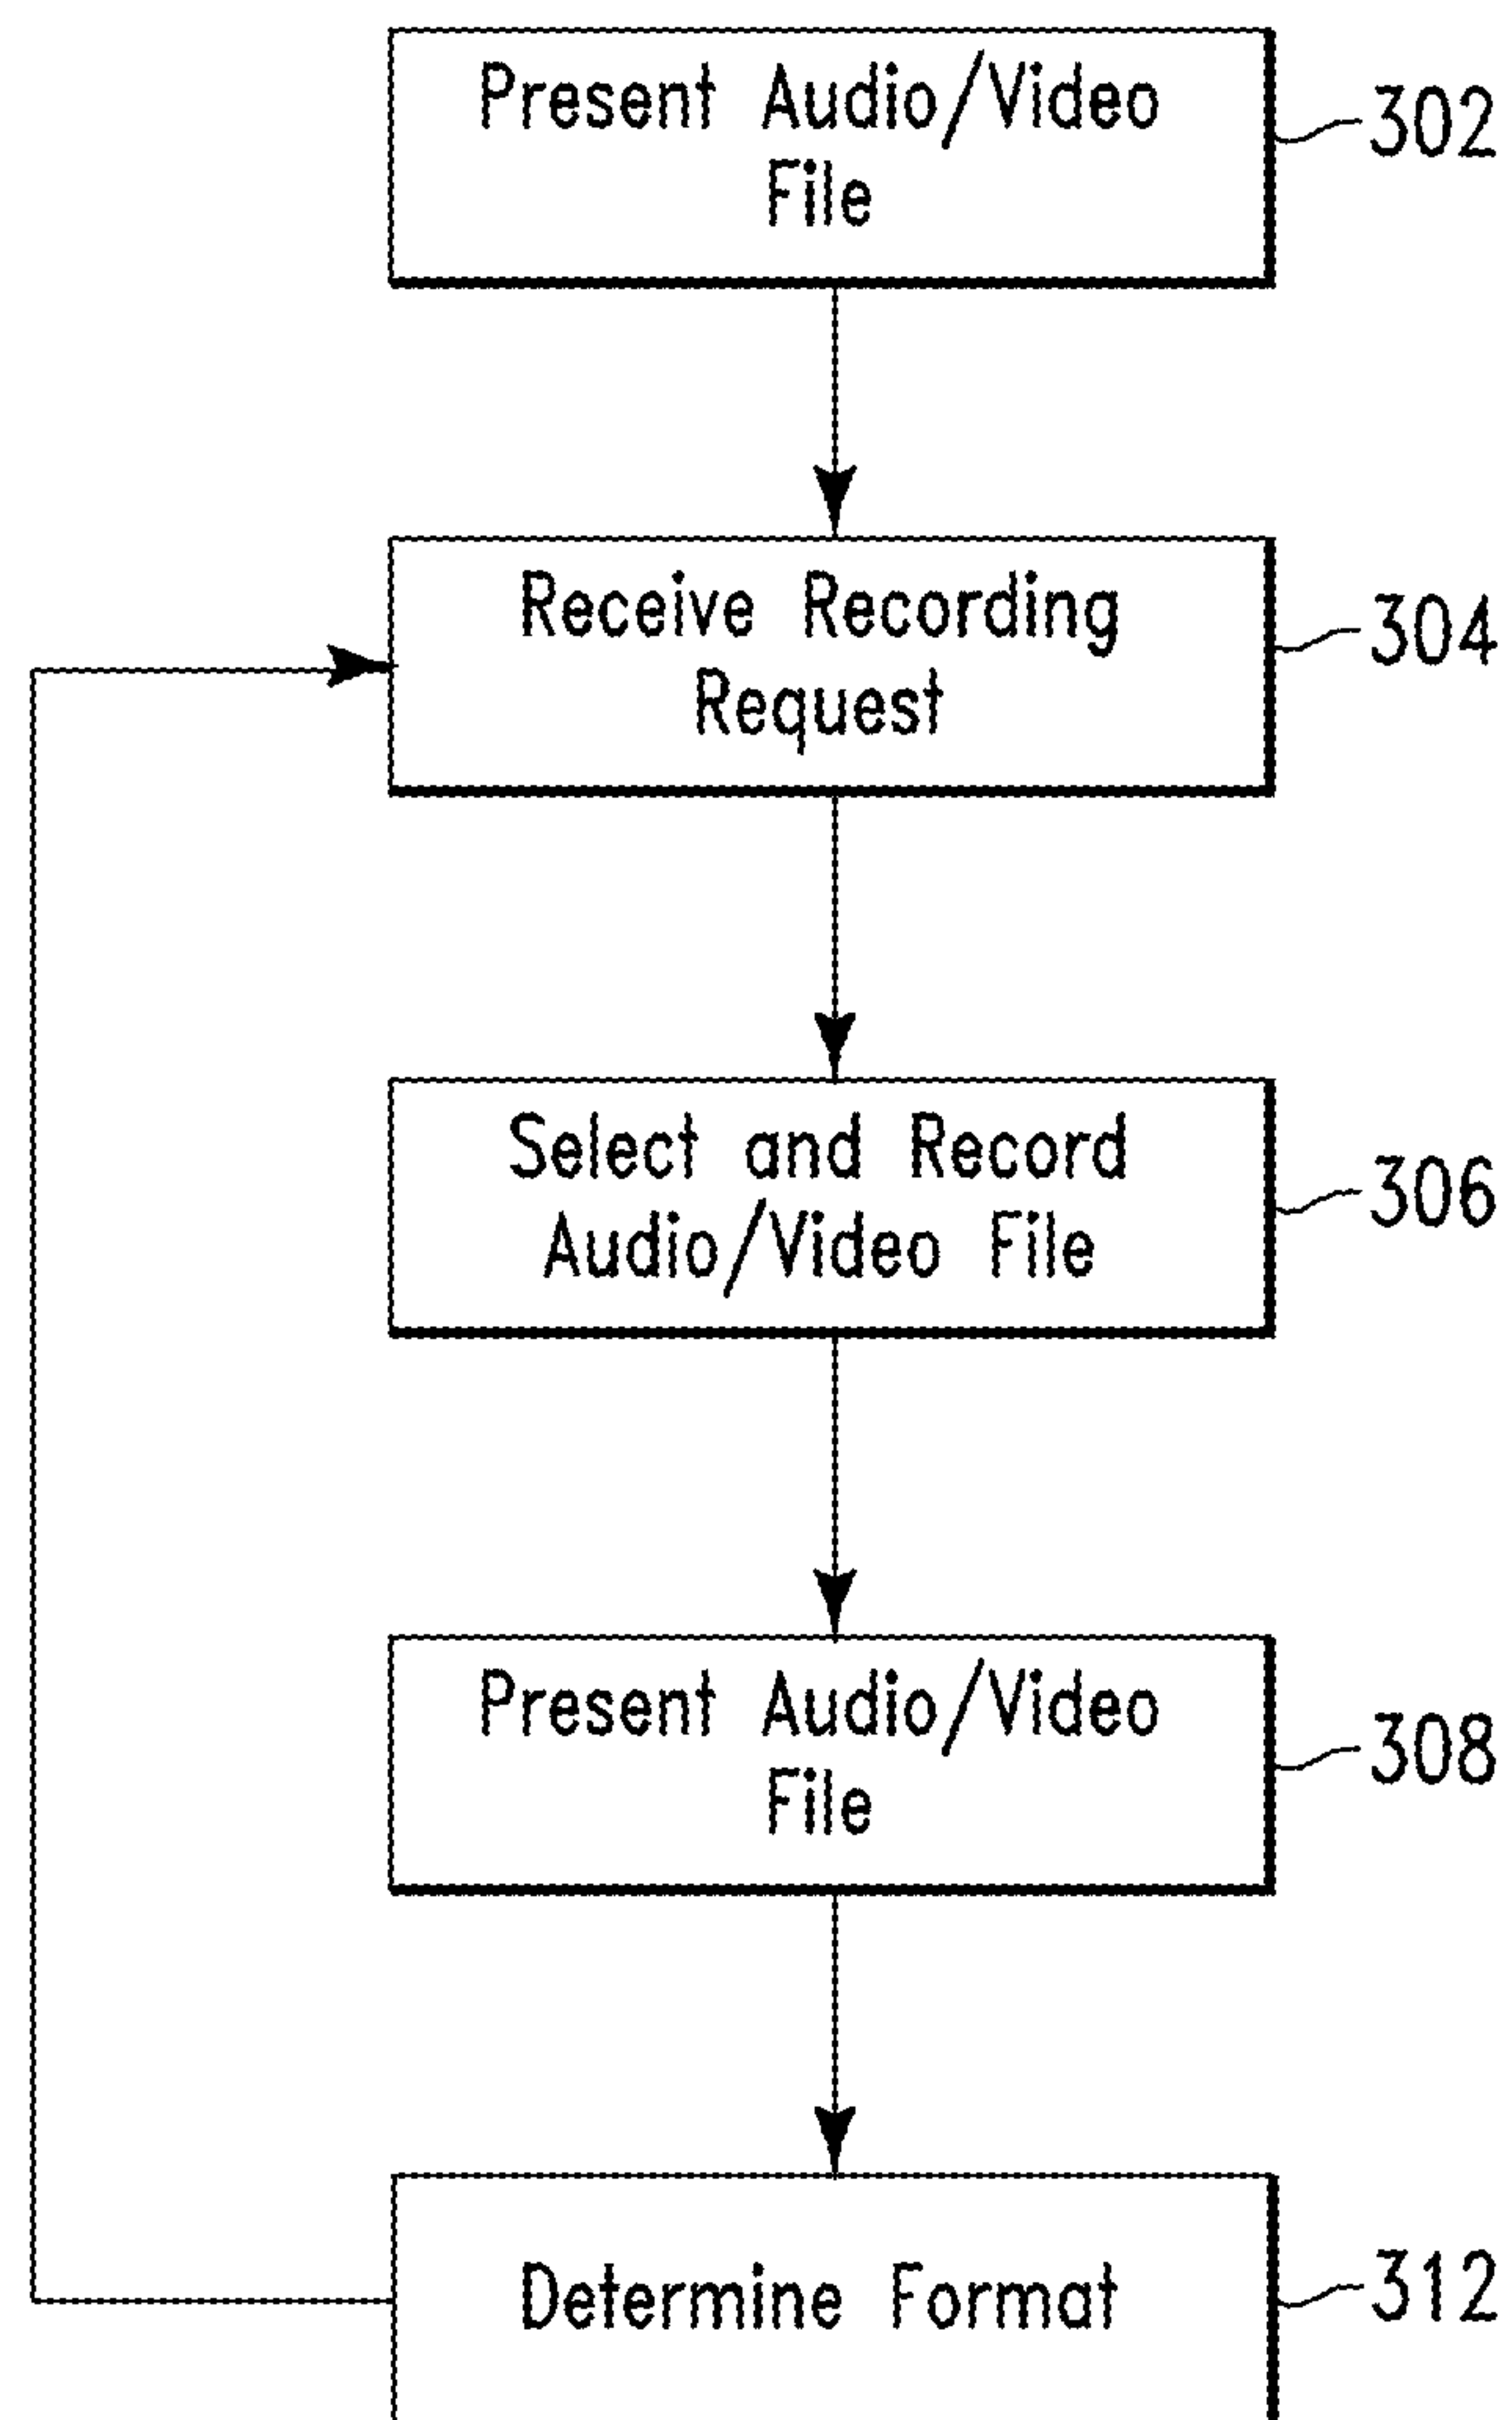 Present Audio/Video
File
302
Receive Recording
Request
304
Select and Record
Audio/Video File
306
Present Audio/Video
File
308
Determine Format
312